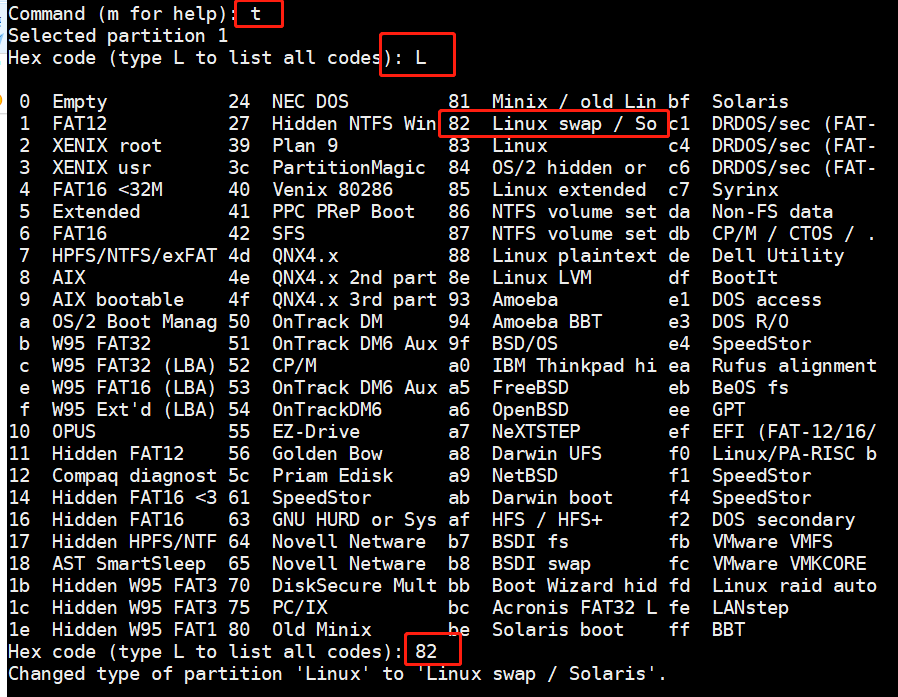 Command (m for help): t
Selected partition 1
Hex code (type L to list all codes): L
 0  Empty           24  NEC DOS         81  Minix / old Lin bf  Solaris
 1  FAT12           27  Hidden NTFS Win 82  Linux swap / So c1  DRDOS/sec (FAT-
 2  XENIX root      39  Plan 9          83  Linux           c4  DRDOS/sec (FAT-
 3  XENIX usr       3c  PartitionMagic  84  OS/2 hidden or  c6  DRDOS/sec (FAT-
 4  FAT16 <32M      40  Venix 80286     85  Linux extended  c7  Syrinx
 5  Extended        41  PPC PReP Boot   86  NTFS volume set da  Non-FS data
 6  FAT16           42  SFS             87  NTFS volume set db  CP/M / CTOS / .
 7  HPFS/NTFS/exFAT 4d  QNX4.x          88  Linux plaintext de  Dell Utility
 8  AIX             4e  QNX4.x 2nd part 8e  Linux LVM       df  BootIt
 9  AIX bootable    4f  QNX4.x 3rd part 93  Amoeba          e1  DOS access
 a  OS/2 Boot Manag 50  OnTrack DM      94  Amoeba BBT      e3  DOS R/O
 b  W95 FAT32       51  OnTrack DM6 Aux 9f  BSD/OS          e4  SpeedStor
 c  W95 FAT32 (LBA) 52  CP/M            a0  IBM Thinkpad hi ea  Rufus alignment
 e  W95 FAT16 (LBA) 53  OnTrack DM6 Aux a5  FreeBSD         eb  BeOS fs
 f  W95 Ext'd (LBA) 54  OnTrackDM6      a6  OpenBSD         ee  GPT
10  OPUS            55  EZ-Drive        a7  NeXTSTEP        ef  EFI (FAT-12/16/
11  Hidden FAT12    56  Golden Bow      a8  Darwin UFS      f0  Linux/PA-RISC b
12  Compaq diagnost 5c  Priam Edisk     a9  NetBSD          f1  SpeedStor
14  Hidden FAT16 <3 61  SpeedStor       ab  Darwin boot     f4  SpeedStor
16  Hidden FAT16    63  GNU HURD or Sys af  HFS / HFS+      f2  DOS secondary
17  Hidden HPFS/NTF 64  Novell Netware  b7  BSDI fs         fb  VMware VMFS
18  AST SmartSleep  65  Novell Netware  b8  BSDI swap       fc  VMware VMKCORE
1b  Hidden W95 FAT3 70  DiskSecure Mult bb  Boot Wizard hid fd  Linux raid auto
1c  Hidden W95 FAT3 75  PC/IX           bc  Acronis FAT32 L fe  LANstep
1e  Hidden W95 FAT1 80  Old Minix       be  Solaris boot    ff  BBT
Hex code (type L to list all codes): 82
Changed type of partition 'Linux' to 'Linux swap / Solaris'.